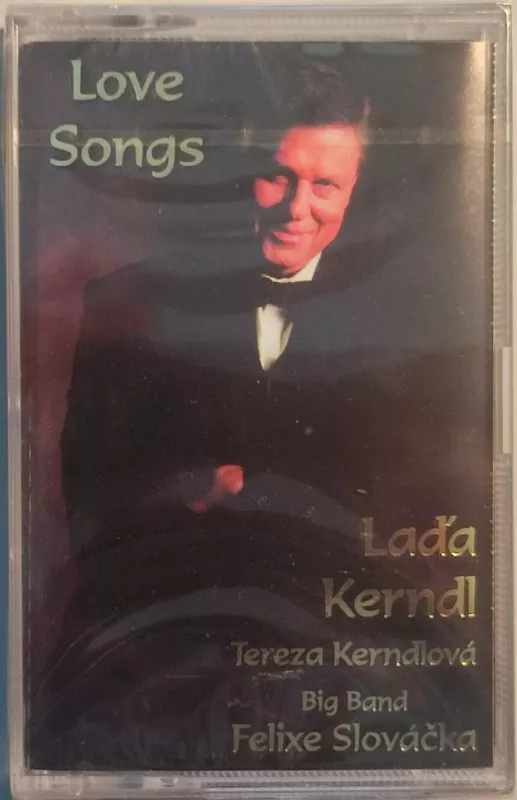 Love
Songs
Laďa
Kerndl
Tereza Kerndlová
Big Band
Felixe Slováčka